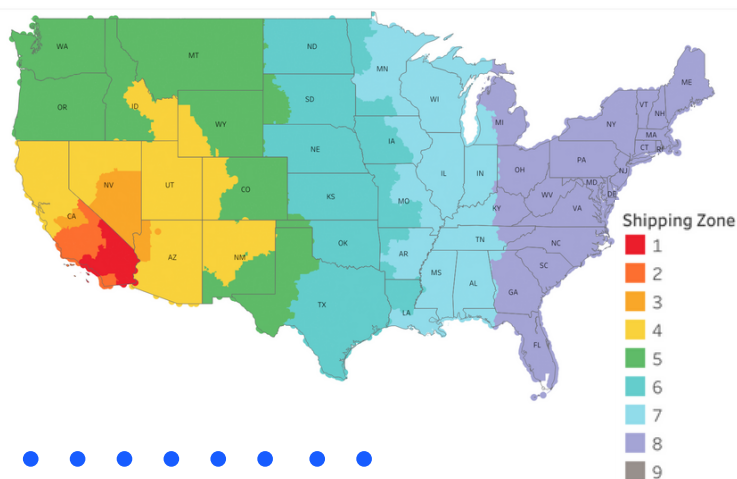 WA
MT
ND
MN
ME
OR
ID
SD
WI
VT
NH
WY
MI
NY
MA
IA
CT
RI
NE
PA
NV
UT
CO
IL
IN
OH
NJ
MD
DE
KS
MO
WV
CA
KY
VA
AZ
NM
OK
TN
NC
AR
SC
MS
AL
GA
TX
LA
FL
Shipping Zone
1
2
3
4
5
6
7
8
9